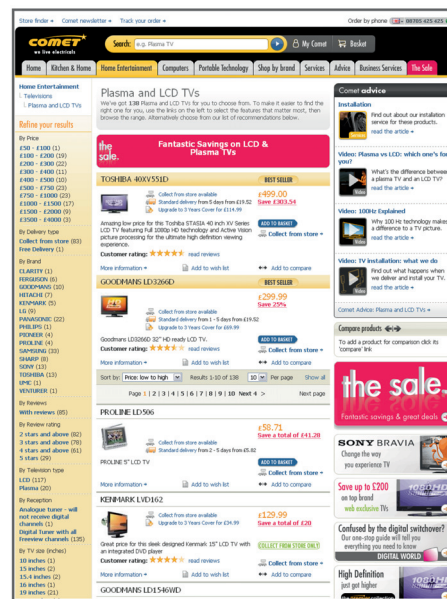 Store finder
Comet newsletter
Track your order
Order by phone
08705 425 425
COMET
we live electricals
Search: e.g. Plasma TV
My Comet
Basket
Home
Kitchen & Home
Home Entertainment
Computers
Portable Technology
Shop by brand
Services
Advice
Business Services
The Sale
Home Entertainment
Televisions
Plasma and LCD TVs
Refine your results
By Price
£50 - £100 (1)
£100 - £200 (19)
£200 - £300 (22)
£300 - £400 (11)
£400 - £500 (10)
£500 - £750 (23)
£750 - £1000 (27)
£1000 - £1500 (17)
£1500 - £2000 (9)
£3500 - £4000 (3)
By Delivery type
Collect from store (83)
Free Delivery (1)
By Brand
CLARITY (1)
FERGUSON (6)
GOODMANS (10)
HITACHI (7)
KENMARK (5)
LG (9)
PANASONIC (22)
PHILIPS (1)
PIONEER (4)
PROLINE (4)
SAMSUNG (33)
SHARP (8)
SONY (13)
TOSHIBA (13)
UMC (1)
VENTURER (1)
By Reviews
With reviews (85)
By Review rating
2 stars and above (82)
3 stars and above (78)
4 stars and above (61)
5 stars (29)
By Television type
LCD (117)
Plasma (20)
By Reception
Analogue tuner - will
not receive digital
channels (1)
Digital Tuner with all
Freeview channels (135)
By TV size (inches)
10 inches (1)
15 inches (2)
15.4 inches (2)
16 inches (1)
19 inches (21)
Plasma and LCD TVs
We've got 138 Plasma and LCD TVs for you to choose from. To make it easier to find the
right one for you, use the links on the left to select the features that matter most, then
browse the range. Alternatively choose from our list of recommendations below.
the sale.
Fantastic Savings on LCD &
Plasma TVs
TOSHIBA 40XV551D
BEST SELLER
£499.00
Save £303.54
Collect from store available
Standard delivery from 5 days from £19.52
Upgrade to 3 Years Cover for £114.99
Amazing low price for this Toshiba STASIA 40 inch XV Series
LCD TV featuring Full 1080p HD technology and Active Vision
picture processing for the ultimate high definition viewing
experience.
ADD TO BASKET
Collect from store
Customer rating:
read reviews
More information
Add to wish list
Compare
GOODMANS LD3266D
BEST SELLER
£299.99
Save 25%
Collect from store available
Standard delivery from 1 - 5 days from £19.52
Upgrade to 3 Years Cover for £69.99
Goodmans LD3266D 32" HD ready LCD TV.
ADD TO BASKET
Customer rating:
read reviews
Collect from store
More information
Add to wish list
Compare
Sort by: Price: low to high
Results 1-10 of 138
10
Per page
Show all
Page 1 | 2 | 3 | 4 | 5 | 6 | 7 | 8 | 9 | 10 Next 4 >
Next page
PROLINE LD506
£58.71
Save a total of £41.28
Collect from store available
Standard delivery from 2 - 5 days from £5.82
PROLINE 5" LCD TV
ADD TO BASKET
Collect from store
More information
Add to wish list
Compare
KENMARK LVD162
£129.99
Save a total of £20
Collect from store available
Upgrade to 3 Years Cover for £34.99
Great price for this sleek designed Kenmark 15" LCD TV with
an integrated DVD player
COLLECT FROM STORE ONLY
Customer rating:
read reviews
Collect from store
More information
Add to wish list
Compare
GOODMANS LD1546WD
Comet advice
Installation
Find out about our installation
service for these products.
read the article
Video: Plasma vs LCD: which one's for
you?
What's the difference between
a plasma TV and an LCD TV?
read the article
Video: 100Hz Explained
Why 100 Hz technology makes
a difference to a TV picture.
read the article
Video: TV installation: what we do
Find out what happens when
we deliver and install your TV.
read the article
Comet Advice: Plasma and LCD TVs
Compare products
To add a product for comparison click its
'compare' link
the sale.
Fantastic savings & great deals
SONY BRAVIA
Change the way
you experience TV
Save up to £200
on top brand
web exclusive TVs
1080HD
Confused by the digital switchover?
Our one-stop guide will tell you
everything you need to know
DIGITAL WORLD
High Definition
just got higher
1080HD